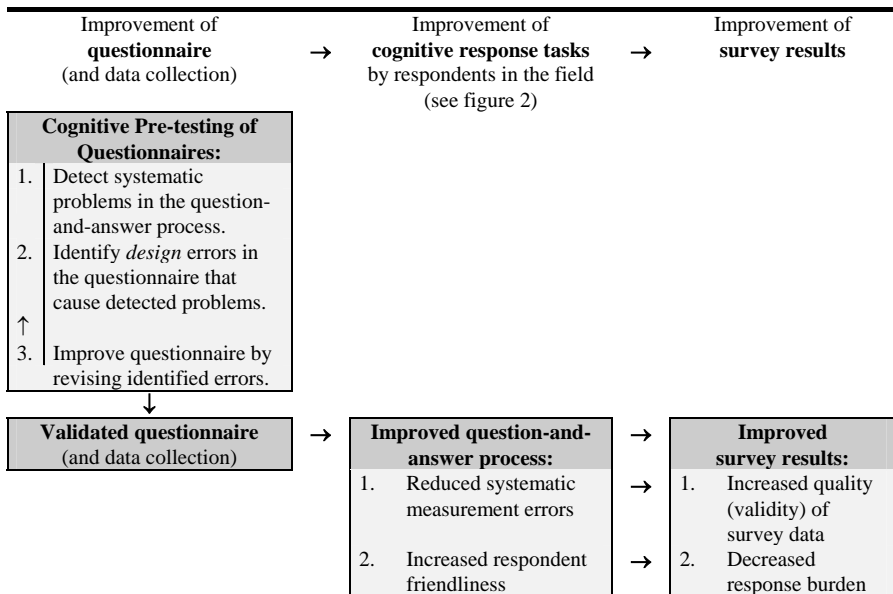 Improvement of
questionnaire
(and data collection)
→
Improvement of
cognitive response tasks
by respondents in the field
(see figure 2)
→
Improvement of
survey results
Cognitive Pre-testing of
Questionnaires:
1. Detect systematic
problems in the question-
and-answer process.
2. Identify design errors in
the questionnaire that
cause detected problems.
↑
3. Improve questionnaire by
revising identified errors.
↓
Validated questionnaire
(and data collection)
→
Improved question-and-
answer process:
1. Reduced systematic
measurement errors
2. Increased respondent
friendliness
→
→
→
Improved
survey results:
1. Increased quality
(validity) of
survey data
2. Decreased
response burden